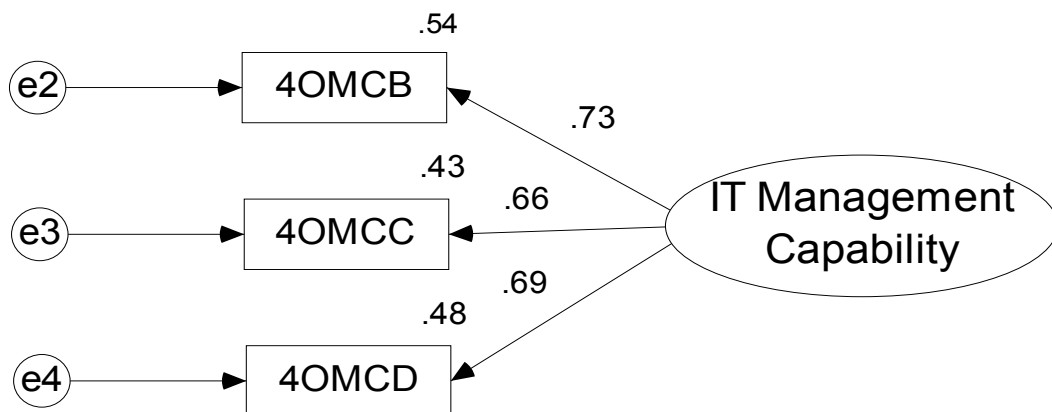 .54
e2
4OMCB
.73
.43
e3
4OMCC
.66
IT Management
Capability
.69
.48
e4
4OMCD